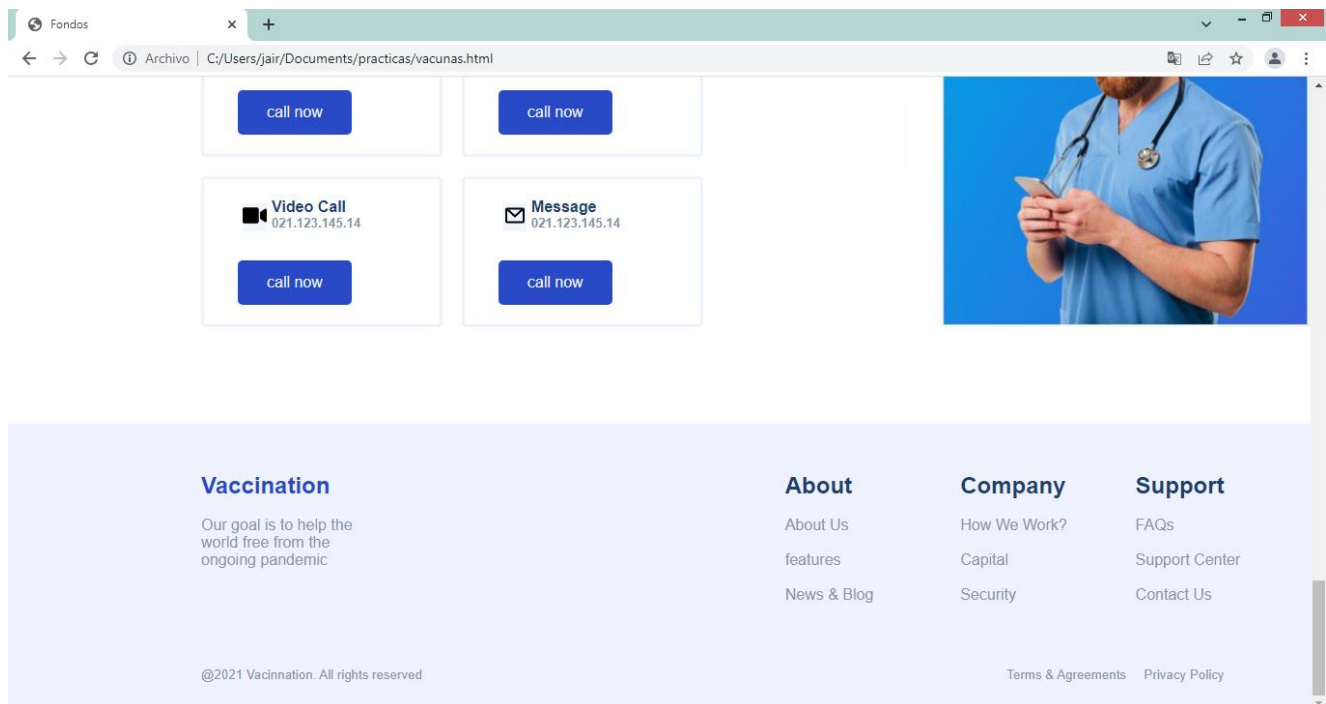 Fondos
Archivo C:/Users/jair/Documents/practicas/vacunas.html
call now
call now
Video Call
021.123.145.14
Message
021.123.145.14
call now
call now
Vaccination
Our goal is to help the
world free from the
ongoing pandemic
About
About Us
features
News & Blog
Company
How We Work?
Capital
Security
Support
FAQs
Support Center
Contact Us
@2021 Vacinnation. All rights reserved
Terms & Agreements
Privacy Policy